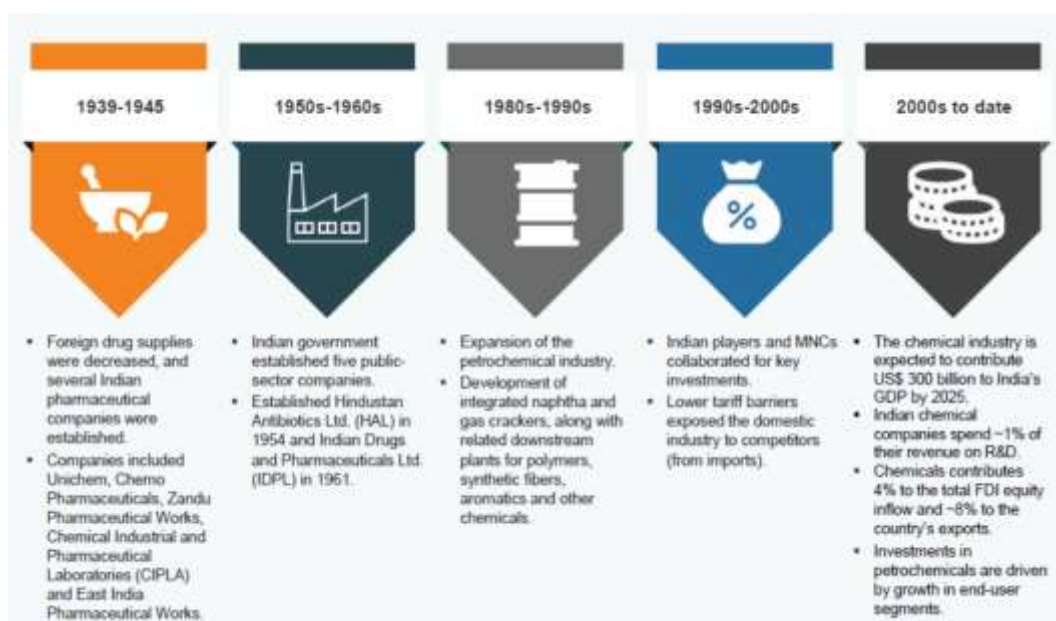 1939-1945
1950s-1960s
1980s-1990s
1990s-2000s
2000s to date
%
▪ Foreign drug supplies
were decreased, and
several Indian
pharmaceutical
companies were
established.
▪ Companies included
Unichem, Chemo
Pharmaceuticals, Zandu
Pharmaceutical Works,
Chemical Industrial and
Pharmaceutical
Laboratories (CIPLA)
and East India
Pharmaceutical Works.
▪ Indian government
established five public-
sector companies.
▪ Established Hindustan
Antibiotics Ltd. (HAL) in
1954 and Indian Drugs
and Pharmaceuticals Ltd.
(IDPL) in 1961.
▪ Expansion of the
petrochemical industry.
▪ Development of
integrated naphtha and
gas crackers, along with
related downstream
plants for polymers,
synthetic fibers,
aromatics and other
chemicals.
▪ Indian players and MNCs
collaborated for key
investments.
▪ Lower tariff barriers
exposed the domestic
industry to competitors
(from imports).
▪ The chemical industry is
expected to contribute
US$ 300 billion to India's
GDP by 2025.
▪ Indian chemical
companies spend ~1% of
their revenue on R&D.
▪ Chemicals contributes
4% to the total FDI equity
inflow and ~8% to the
country's exports.
▪ Investments in
petrochemicals are driven
by growth in end-user
segments.